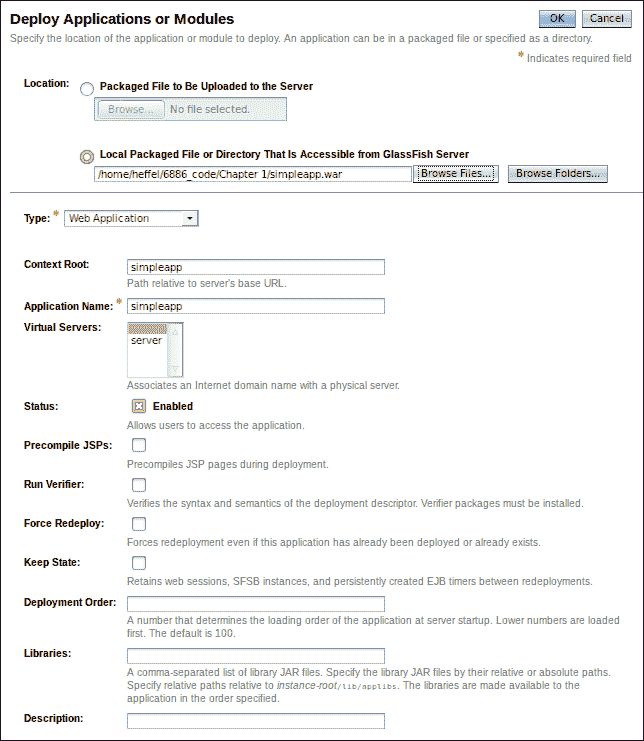 Deploy Applications or Modules
OK
Cancel
Specify the location of the application or module to deploy. An application can be in a packaged file or specified as a directory.
* Indicates required field
Location:
Packaged File to Be Uploaded to the Server
Browse... No file selected.
Local Packaged File or Directory That Is Accessible from GlassFish Server
/home/heffel/6886_code/Chapter 1/simpleapp.war
Browse Files...
Browse Folders...
Type: * Web Application
Context Root: simpleapp
Path relative to server's base URL.
Application Name: * simpleapp
Virtual Servers:
server
Associates an Internet domain name with a physical server.
Status: Enabled
Allows users to access the application.
Precompile JSPs:
Precompiles JSP pages during deployment.
Run Verifier:
Verifies the syntax and semantics of the deployment descriptor. Verifier packages must be installed.
Force Redeploy:
Forces redeployment even if this application has already been deployed or already exists.
Keep State:
Retains web sessions, SFSB instances, and persistently created EJB timers between redeployments.
Deployment Order:
A number that determines the loading order of the application at server startup. Lower numbers are loaded
first. The default is 100.
Libraries:
A comma-separated list of library JAR files. Specify the library JAR files by their relative or absolute paths.
Specify relative paths relative to instance-root/lib/applibs. The libraries are made available to the
application in the order specified.
Description: